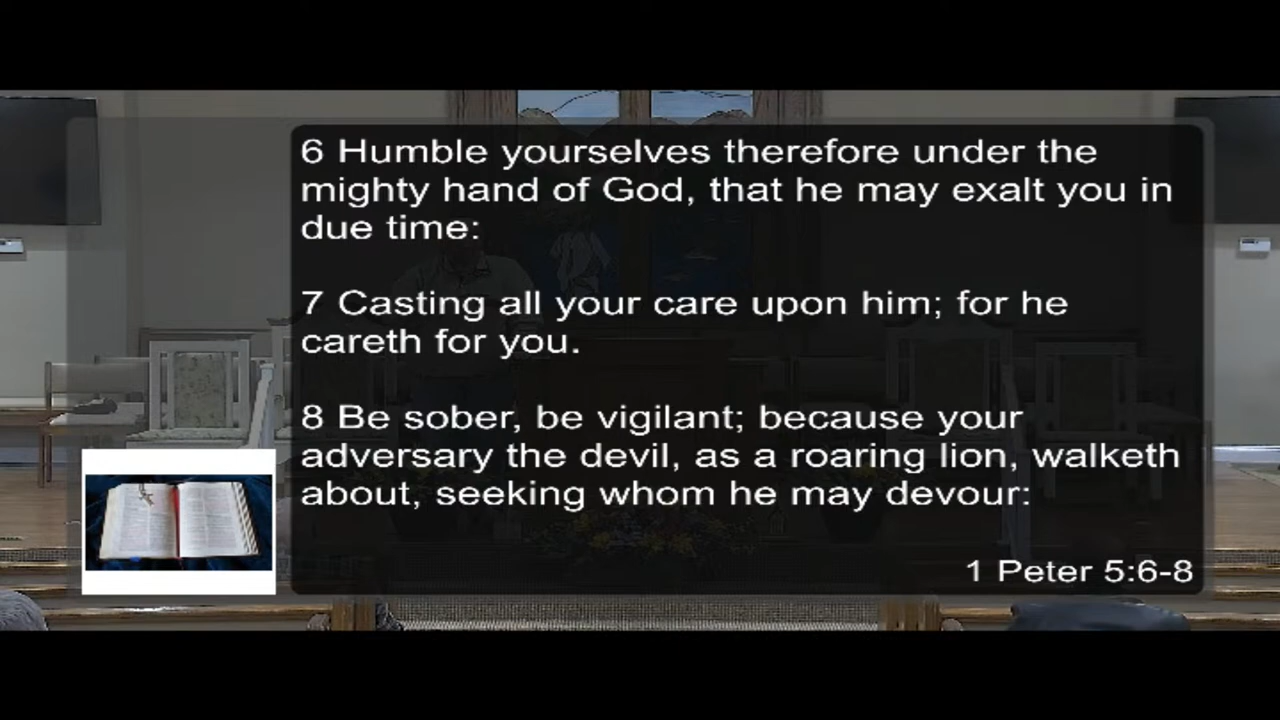 6 Humble yourselves therefore under the
mighty hand of God, that he may exalt you in
due time:
7 Casting all your care upon him; for he
careth for you.
8 Be sober, be vigilant; because your
adversary the devil, as a roaring lion, walketh
about, seeking whom he may devour:
1 Peter 5:6-8